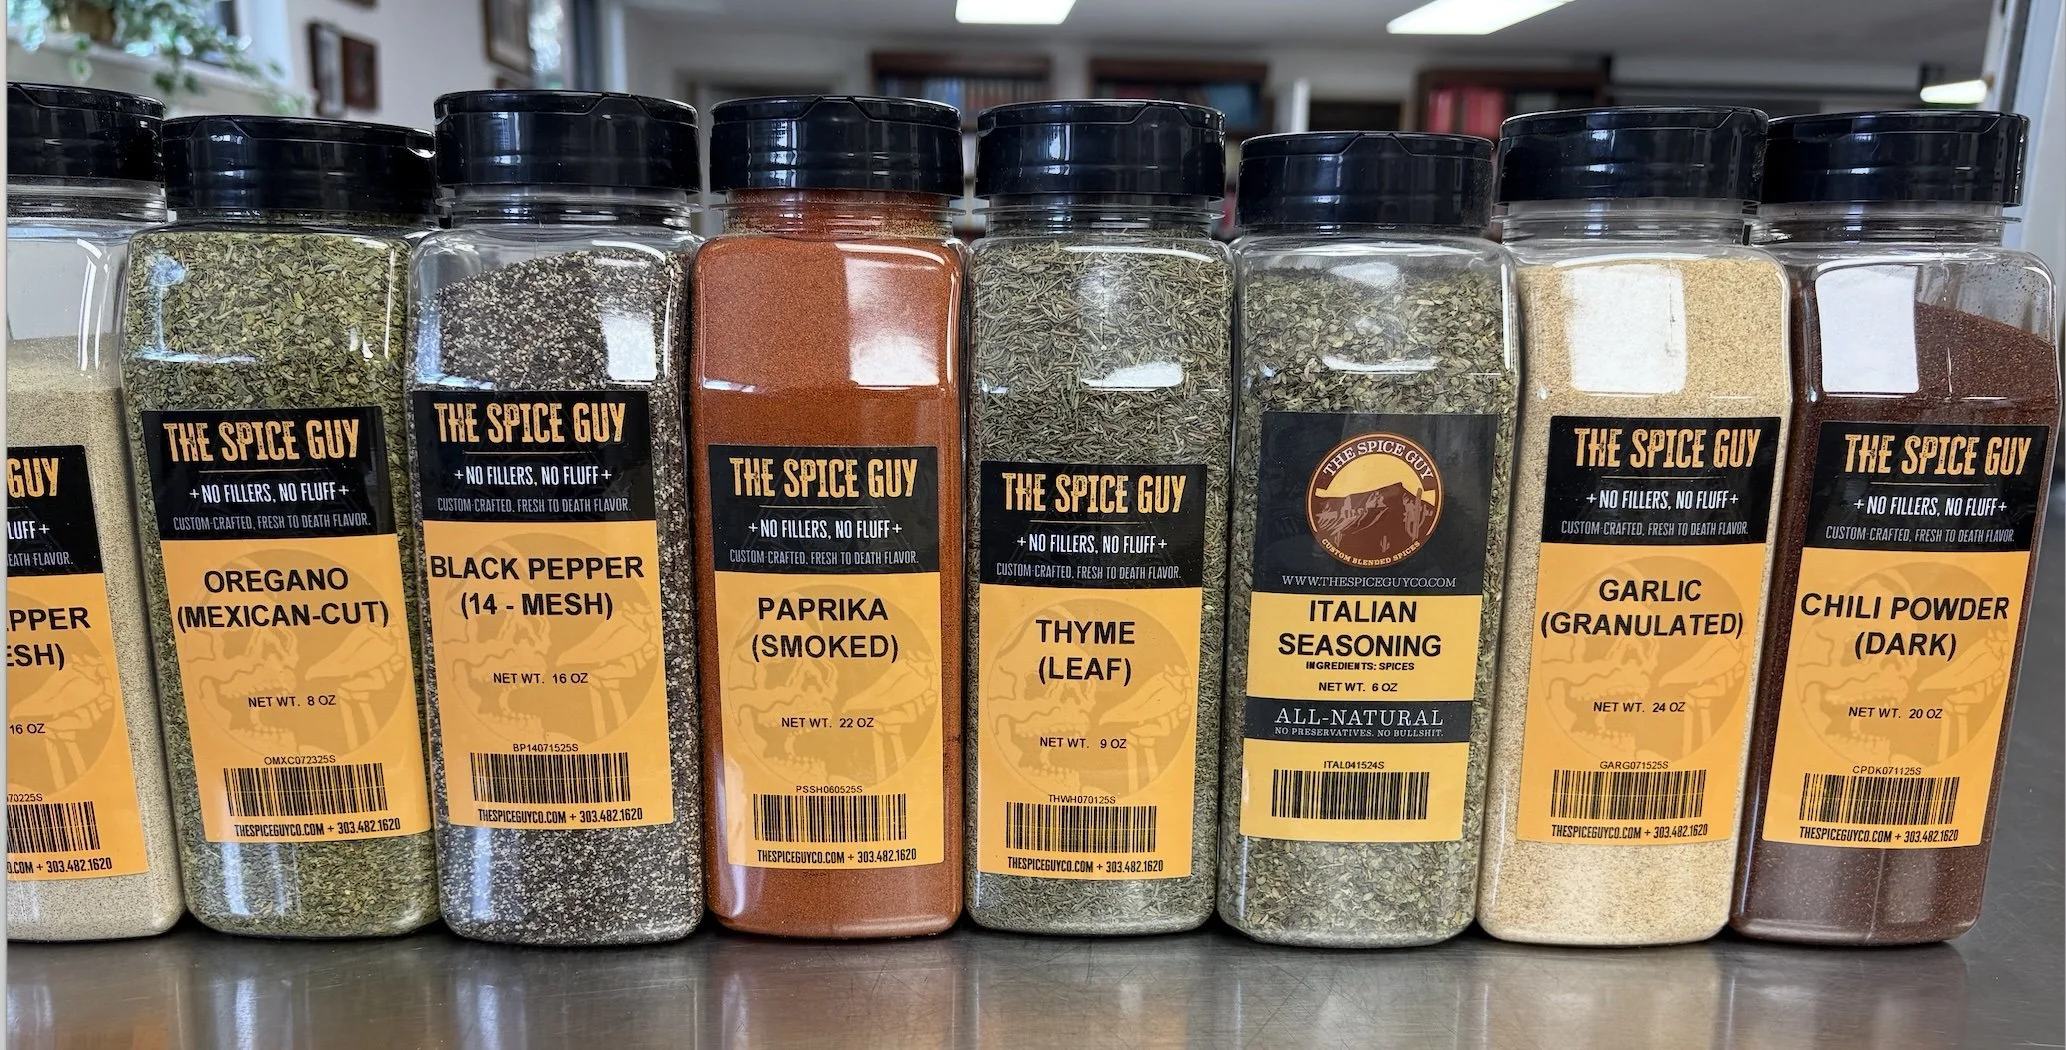 GUY
LUFF +
EATH FLAVOR.
EPPER
ESH)
16 OZ
70225S
O.COM + 303.482.1620
THE SPICE GUY
+ NO FILLERS, NO FLUFF +
CUSTOM-CRAFTED, FRESH TO DEATH FLAVOR.
OREGANO
(MEXICAN-CUT)
NET WT. 8 OZ
OMXC072325S
THESPICEGUYCO.COM + 303.482.1620
THE SPICE GUY
+ NO FILLERS, NO FLUFF +
CUSTOM-CRAFTED, FRESH TO DEATH FLAVOR.
BLACK PEPPER
(14 - MESH)
NET WT. 16 OZ
BP14071525S
THESPICEGUYCO.COM + 303.482.1620
THE SPICE GUY
+ NO FILLERS, NO FLUFF +
CUSTOM-CRAFTED, FRESH TO DEATH FLAVOR.
PAPRIKA
(SMOKED)
NET WT. 22 OZ
PSSH060525S
THESPICEGUYCO.COM + 303.482.1620
THE SPICE GUY
+ NO FILLERS, NO FLUFF +
CUSTOM-CRAFTED, FRESH TO DEATH FLAVOR.
THYME
(LEAF)
NET WT. 9 OZ
THWH070125S
THESPICEGUYCO.COM + 303.482.1620
THE SPICE GUY
CUSTOM BLENDED SPICES
WWW.THESPICEGUYCO.COM
ITALIAN
SEASONING
INGREDIENTS: SPICES
NET WT. 6 OZ
ALL-NATURAL
NO PRESERVATIVES. NO BULLSHIT.
ITAL041524S
THE SPICE GUY
+ NO FILLERS, NO FLUFF +
CUSTOM-CRAFTED, FRESH TO DEATH FLAVOR.
GARLIC
(GRANULATED)
NET WT. 24 OZ
GARG071525S
THESPICEGUYCO.COM + 303.482.1620
THE SPICE GUY
+ NO FILLERS, NO FLUFF +
CUSTOM-CRAFTED, FRESH TO DEATH FLAVOR.
CHILI POWDER
(DARK)
NET WT. 20 OZ
CPDK071125S
THESPICEGUYCO.COM + 303.482.1620